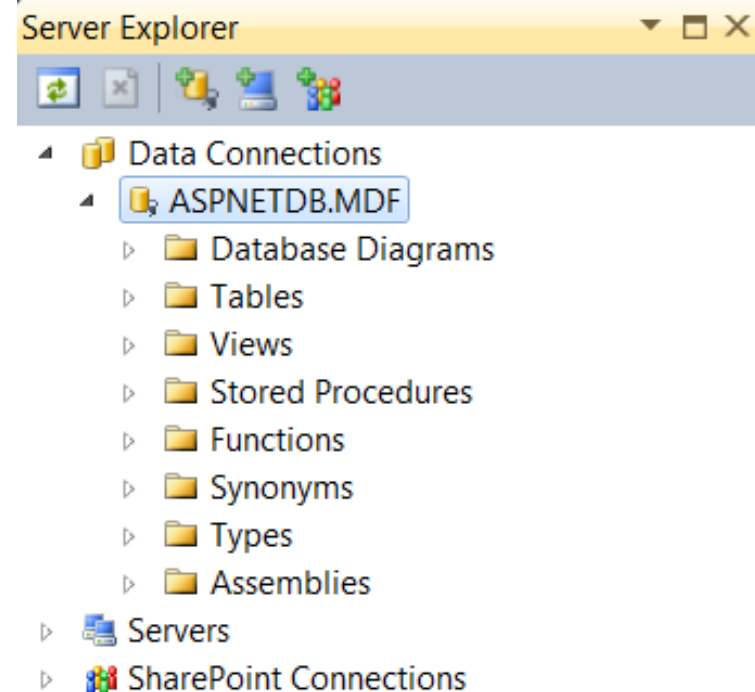 Server Explorer
Data Connections
ASPNETDB.MDF
Database Diagrams
Tables
Views
Stored Procedures
Functions
Synonyms
Types
Assemblies
Servers
SharePoint Connections